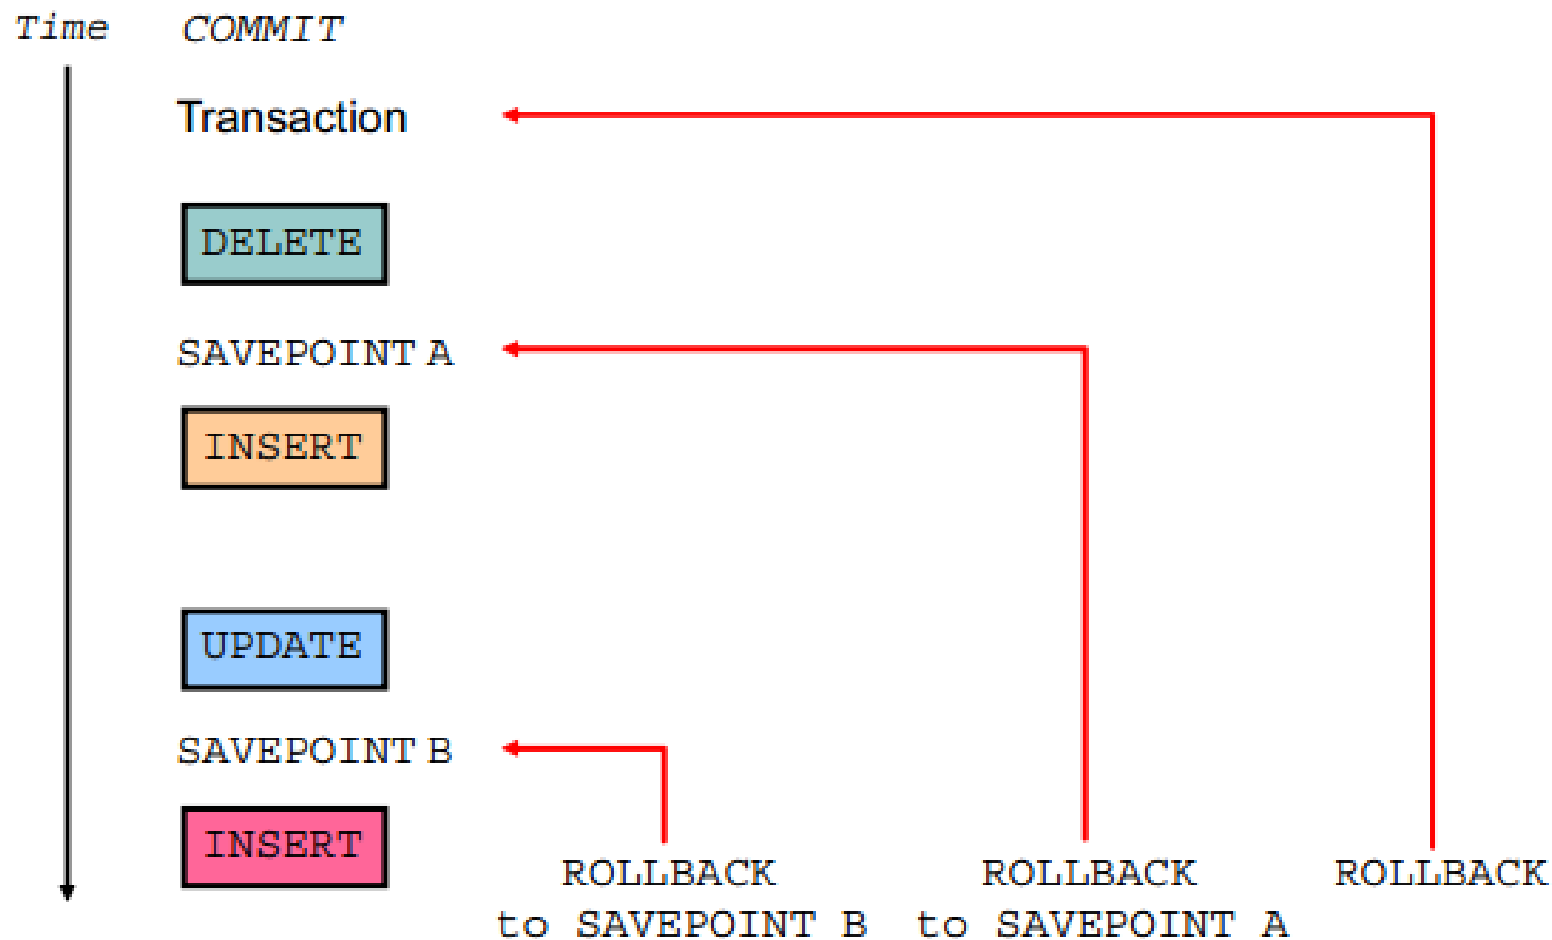 Time COMMIT
Transaction
DELETE
SAVEPOINT A
INSERT
UPDATE
SAVEPOINT B
INSERT
ROLLBACK
to SAVEPOINT B
ROLLBACK
to SAVEPOINT A
ROLLBACK